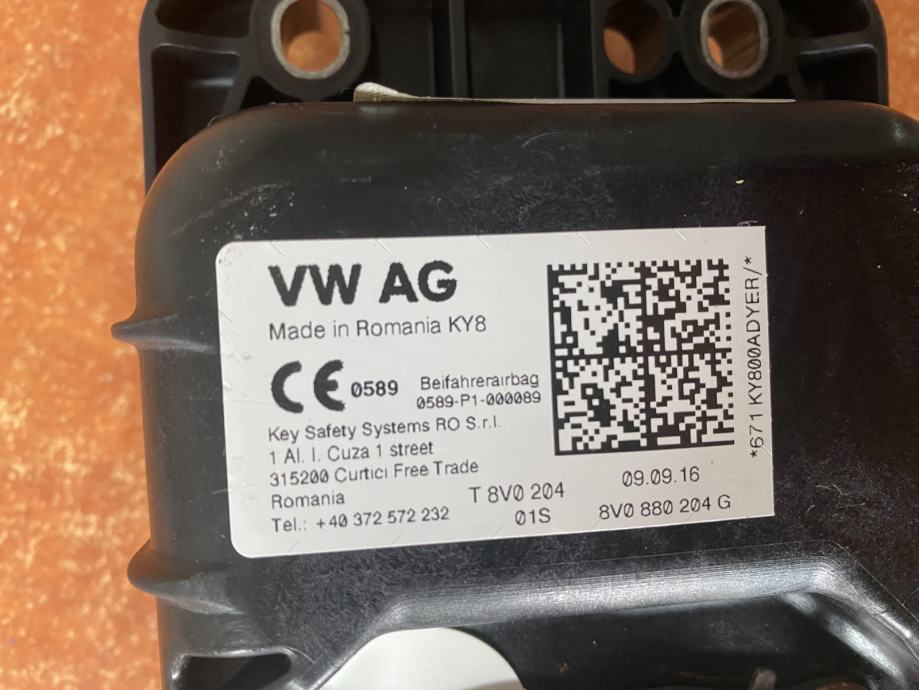 VW AG
Made in Romania KY8
CE 0589 Beifahrerairbag
0589-P1-000089
Key Safety Systems RO S.r.l.
1 Al. I. Cuza 1 street
315200 Curtici Free Trade
Romania
Tel.: +40 372 572 232
T 8V0 204
01S
09.09.16
8V0 880 204 G
*671 KY800ADYER/*